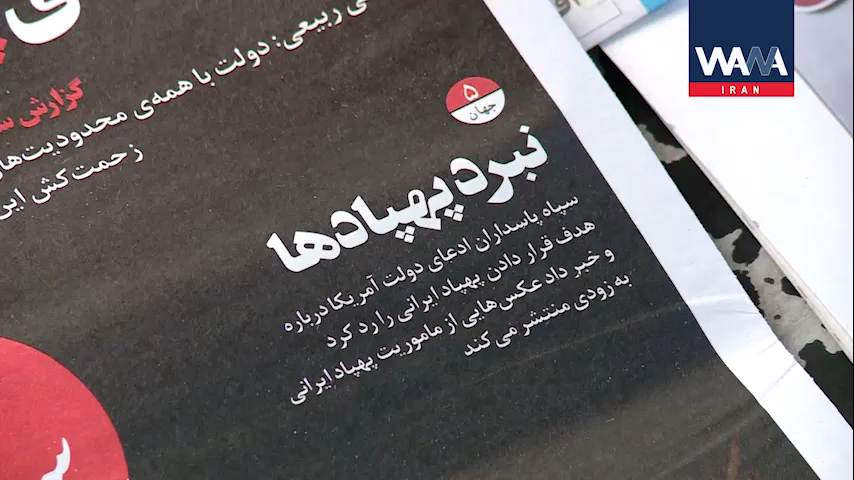 WANA
IRAN
ی ربیعی: دولت با همه‌ی محدودیت‌های
گزارش
زحمت‌کش
۵
جهان
نبرد پهپادها
سپاه پاسداران ادعای دولت آمریکا درباره
هدف قرار دادن پهپاد ایرانی را رد کرد
و خبر داد عکس‌هایی از ماموریت پهپاد ایرانی
به زودی منتشر می کند